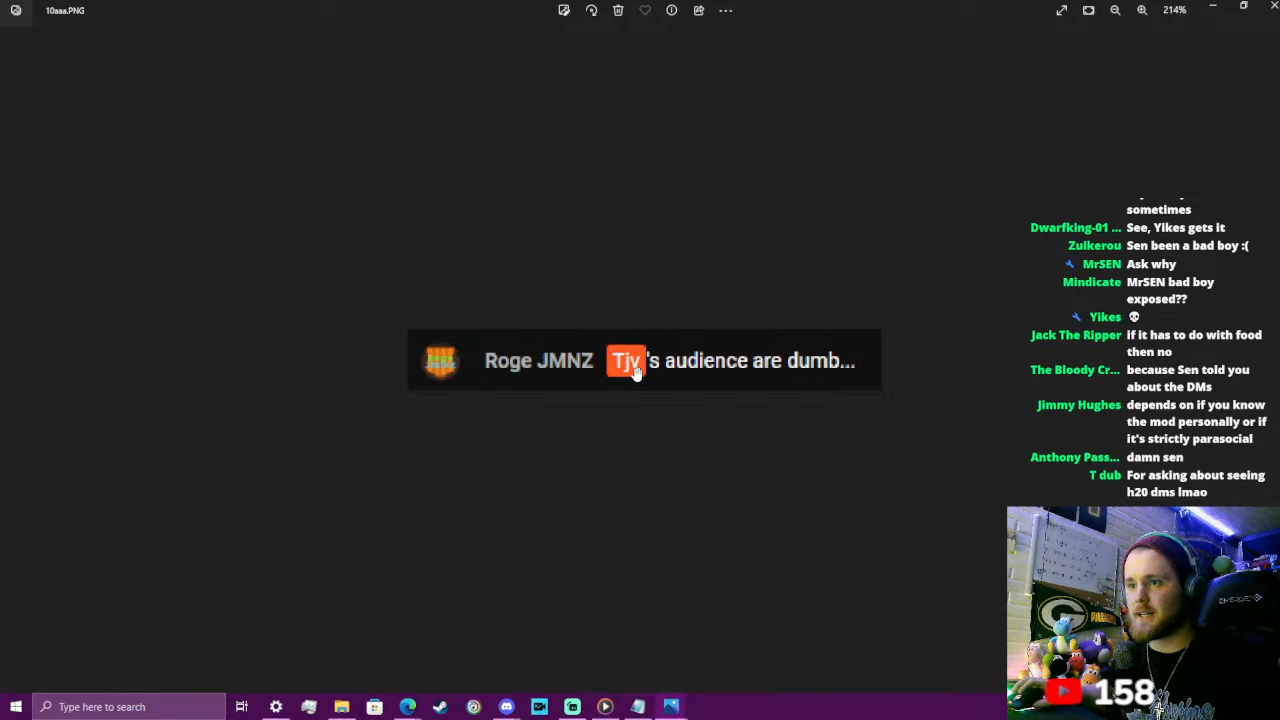 10aaa.PNG
214%
Roge JMNZ Tjv's audience are dumb...
sometimes
Dwarfking-01 ... See, Yikes gets it
Zuikerou Sen been a bad boy :(
MrSEN Ask why
Mindicate MrSEN bad boy
exposed??
Yikes 💀
Jack The Ripper if it has to do with food
then no
The Bloody Cr... because Sen told you
about the DMs
Jimmy Hughes depends on if you know
the mod personally or if
it's strictly parasocial
Anthony Pass... damn sen
T dub For asking about seeing
h20 dms lmao
G
158
Type here to search